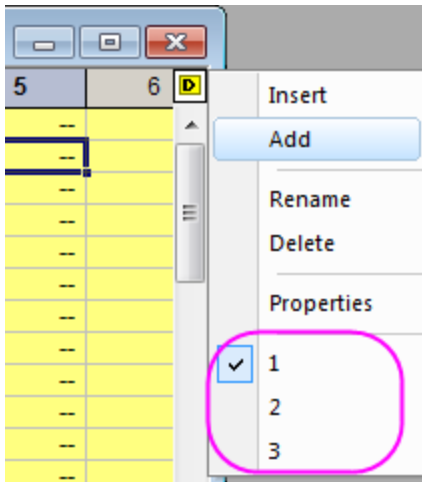 5 6 D
Insert
--
Add
--
--
Rename
--
--
Delete
--
--
Properties
--
1
--
--
2
--
3
--